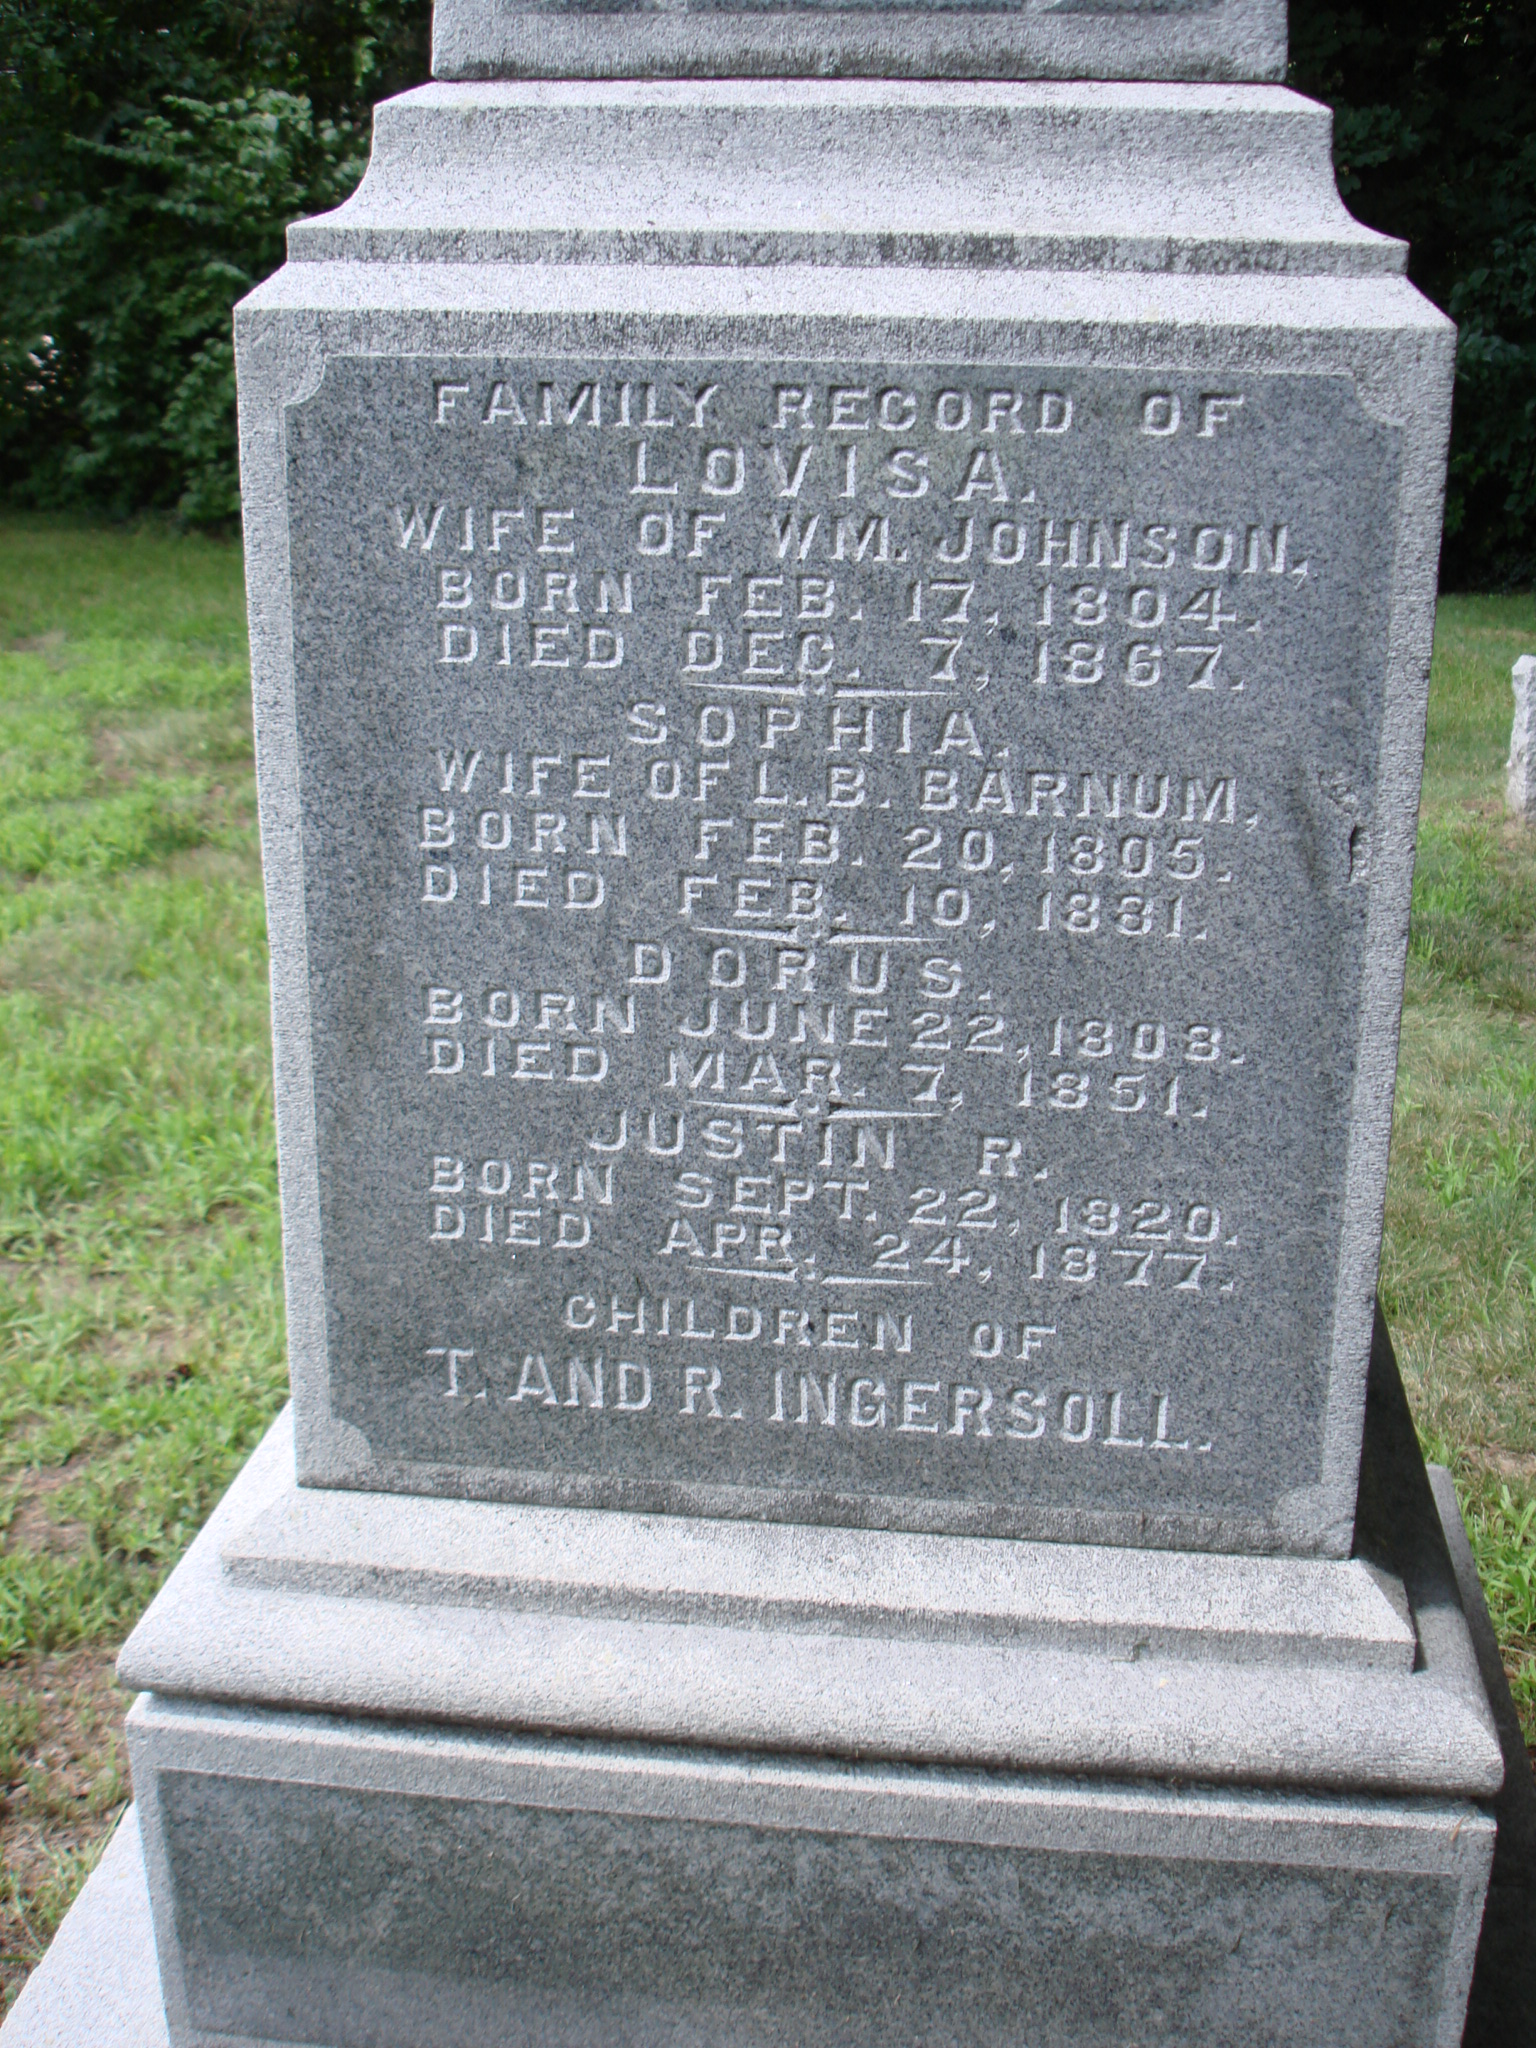 FAMILY RECORD OF
LOVISA.
WIFE OF WM. JOHNSON,
BORN FEB. 17, 1804.
DIED DEC. 7, 1867.
SOPHIA.
WIFE OF L. B. BARNUM,
BORN FEB. 20, 1805.
DIED FEB. 10, 1881.
DORUS.
BORN JUNE 22, 1808.
DIED MAR. 7, 1851.
JUSTIN R.
BORN SEPT. 22, 1820.
DIED APR. 24, 1877.
CHILDREN OF
T. AND R. INGERSOLL.